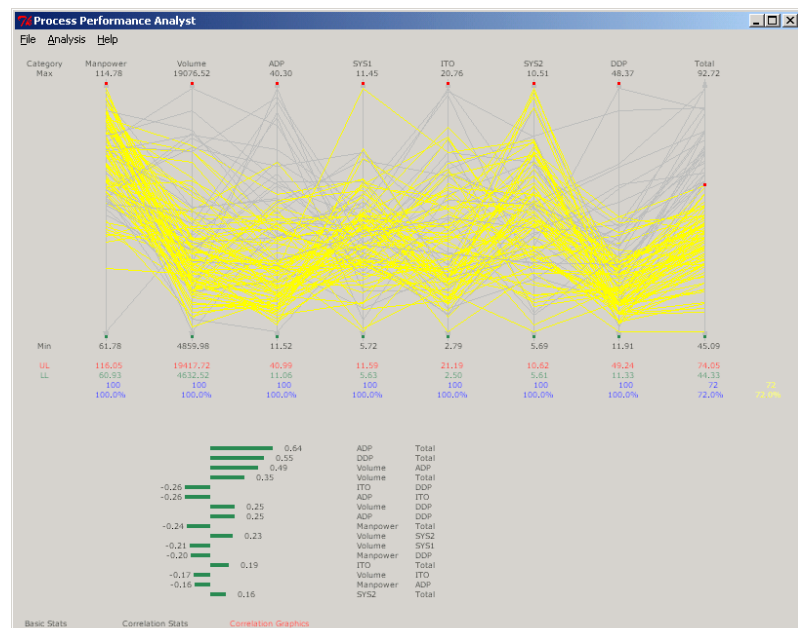 Process Performance Analyst
File Analysis Help
Category Manpower Volume ADP SYS1 ITO SYS2 DDP Total
Max 114.78 19076.52 40.30 11.45 20.76 10.51 48.37 92.72
Min 61.78 4859.98 11.52 5.72 2.79 5.69 11.91 45.09
UL 116.05 19417.72 40.99 11.59 21.19 10.62 49.24 74.05
LL 60.93 4632.52 11.06 5.63 2.50 5.61 11.33 44.33
100 100 100 100 100 100 100 72 72
100.0% 100.0% 100.0% 100.0% 100.0% 100.0% 100.0% 72.0% 72.0%
0.64 ADP Total
0.55 DDP Total
0.49 Volume ADP
0.35 Volume Total
-0.26 ITO DDP
-0.26 ADP ITO
0.25 Volume DDP
0.25 ADP DDP
-0.24 Manpower Total
0.23 Volume SYS2
-0.21 Volume SYS1
-0.20 Manpower DDP
0.19 ITO Total
-0.17 Volume ITO
-0.16 Manpower ADP
0.16 SYS2 Total
Basic Stats Correlation Stats Correlation Graphics